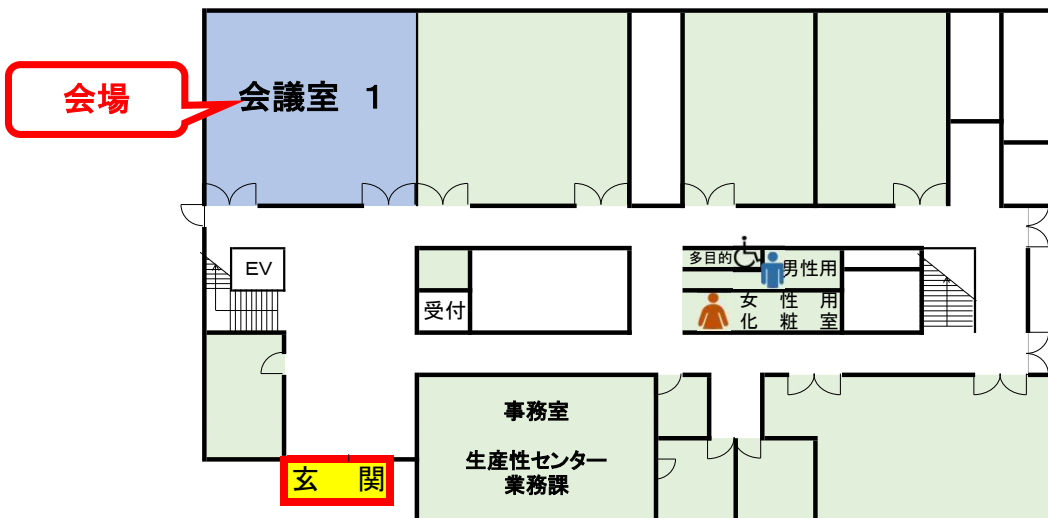 会場
会議室 1
EV
多目的
男性用
受付
女性用
化粧室
事務室
生産性センター
業務課
玄関